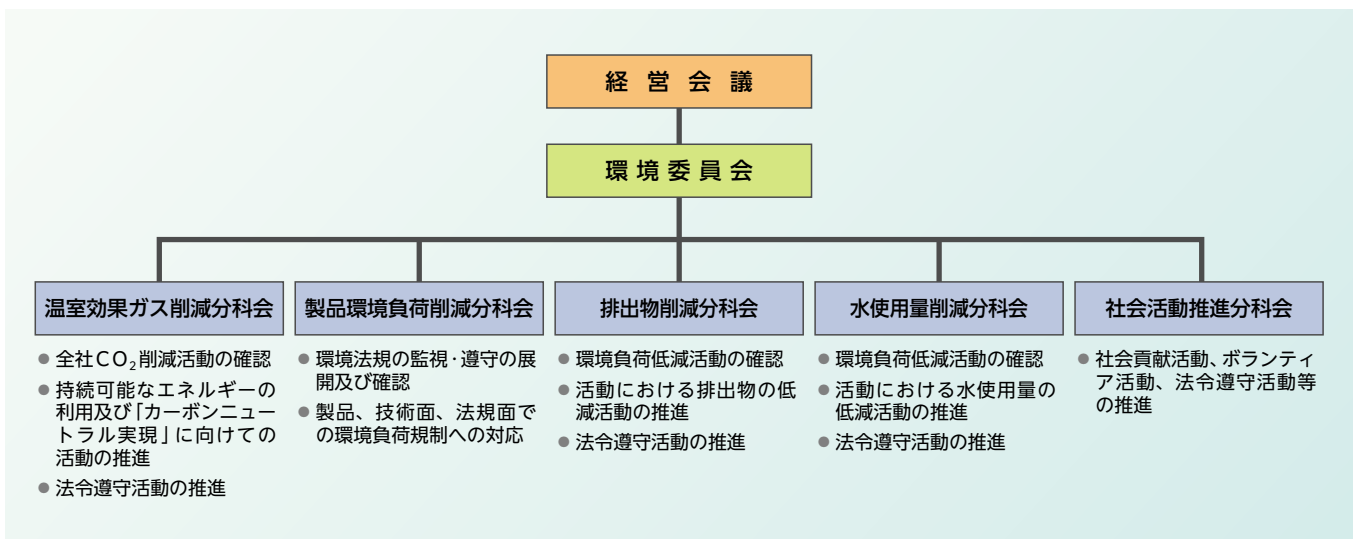 経営会議
環境委員会
温室効果ガス削減分科会
● 全社CO₂削減活動の確認
● 持続可能なエネルギーの
利用及び「カーボンニュー
トラル実現」に向けての
活動の推進
● 法令遵守活動の推進
製品環境負荷削減分科会
● 環境法規の監視･遵守の展
開及び確認
● 製品、技術面、法規面で
の環境負荷規制への対応
排出物削減分科会
● 環境負荷低減活動の確認
● 活動における排出物の低
減活動の推進
● 法令遵守活動の推進
水使用量削減分科会
● 環境負荷低減活動の確認
● 活動における水使用量の
低減活動の推進
● 法令遵守活動の推進
社会活動推進分科会
● 社会貢献活動、ボランティ
ア活動、法令遵守活動等
の推進